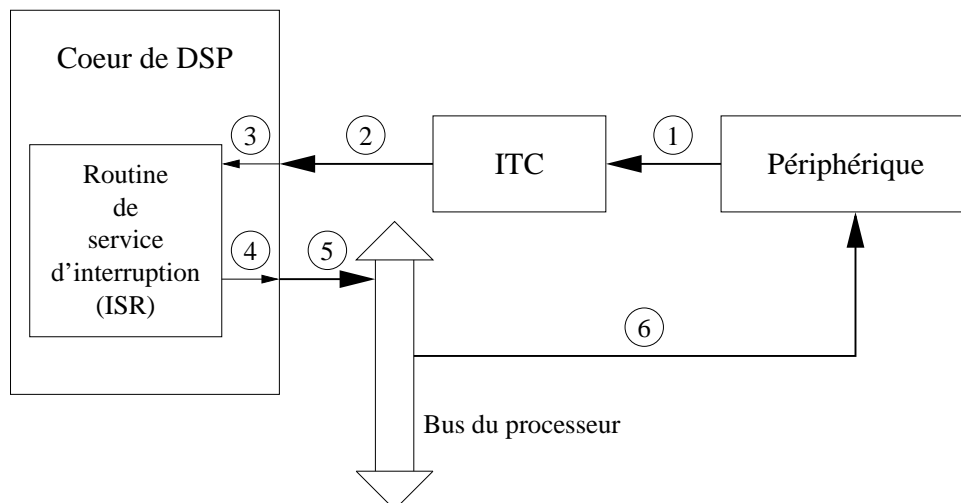 Coeur de DSP
3
2
1
Routine
de
service
d'interruption
(ISR)
ITC
Périphérique
4
5
6
Bus du processeur